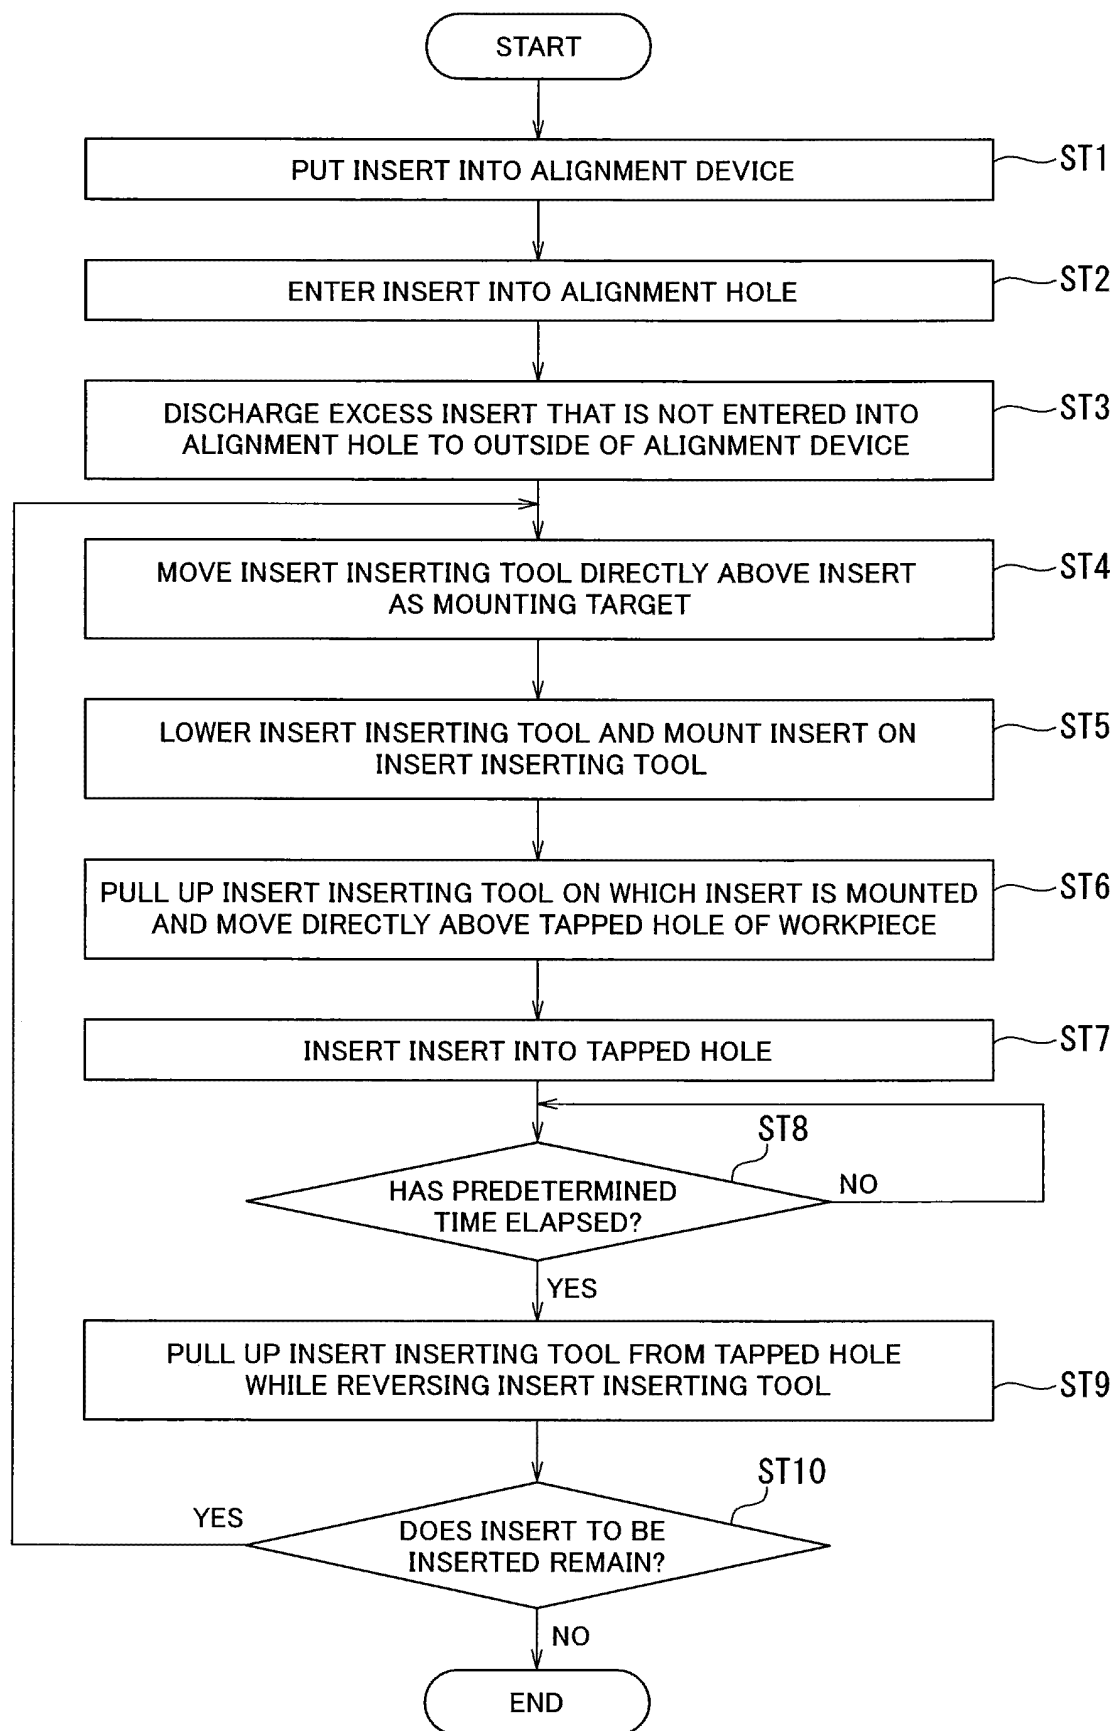 START
PUT INSERT INTO ALIGNMENT DEVICE
ST1
ENTER INSERT INTO ALIGNMENT HOLE
ST2
DISCHARGE EXCESS INSERT THAT IS NOT ENTERED INTO
ALIGNMENT HOLE TO OUTSIDE OF ALIGNMENT DEVICE
ST3
MOVE INSERT INSERTING TOOL DIRECTLY ABOVE INSERT
AS MOUNTING TARGET
ST4
LOWER INSERT INSERTING TOOL AND MOUNT INSERT ON
INSERT INSERTING TOOL
ST5
PULL UP INSERT INSERTING TOOL ON WHICH INSERT IS MOUNTED
AND MOVE DIRECTLY ABOVE TAPPED HOLE OF WORKPIECE
ST6
INSERT INSERT INTO TAPPED HOLE
ST7
ST8
HAS PREDETERMINED
TIME ELAPSED?
NO
YES
PULL UP INSERT INSERTING TOOL FROM TAPPED HOLE
WHILE REVERSING INSERT INSERTING TOOL
ST9
ST10
YES
DOES INSERT TO BE
INSERTED REMAIN?
NO
END